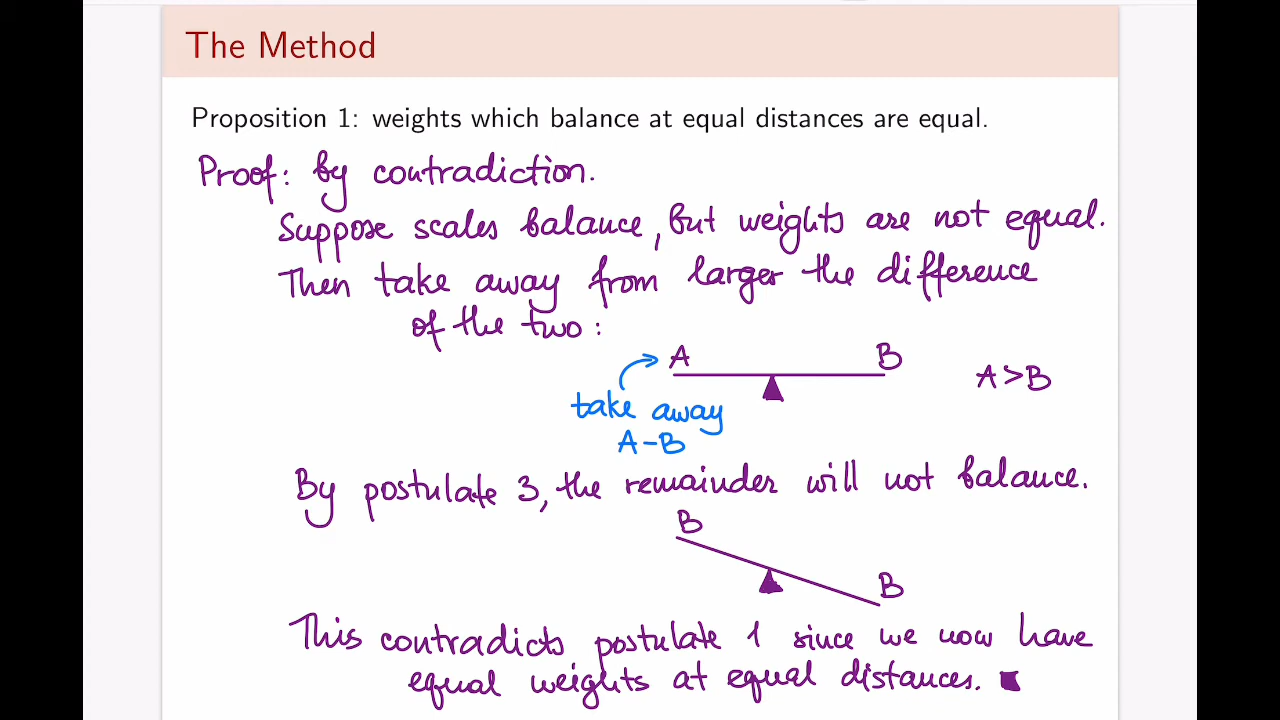 The Method
Proposition 1: weights which balance at equal distances are equal.
Proof: by contradiction.
Suppose scales balance, but weights are not equal.
Then take away from larger the difference
of the two:
A B A>B
take away
A-B
By postulate 3, the remainder will not balance.
B
B
This contradicts postulate 1 since we now have
equal weights at equal distances. ■